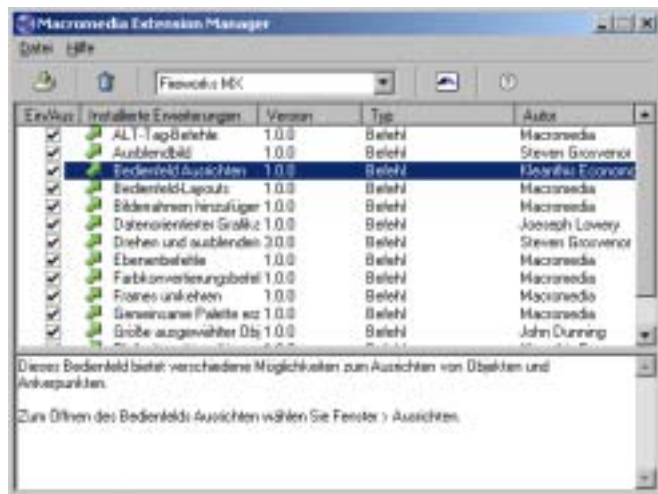 Macromedia Extension Manager
Datei Hilfe
Fireworks MX
Ein/Aus Installierte Erweiterungen Version Typ Autor
ALT-Tag-Befehle 1.0.0 Befehl Macromedia
Ausblendbild 1.0.0 Befehl Steven Grosvenor
Bedienfeld Ausrichten 1.0.0 Befehl Kleanthis Econom
Bedienfeld-Layouts 1.0.0 Befehl Macromedia
Bilderrahmen hinzufüger 1.0.0 Befehl Macromedia
Datenorientierte Grafik 1.0.0 Befehl Joeseph Lowery
Drehen und ausblenden 3.0.0 Befehl Steven Grosvenor
Ebenenbefehle 1.0.0 Befehl Macromedia
Farbkonvertierungsbefel 1.0.0 Befehl Macromedia
Frames umkehren 1.0.0 Befehl Macromedia
Gemeinsame Palette erz 1.0.0 Befehl Macromedia
Größe ausgewählter Obj 1.0.0 Befehl John Dunning
Dieses Bedienfeld bietet verschiedene Möglichkeiten zum Ausrichten von Objekten und
Ankerpunkten.
Zum Öffnen des Bedienfelds Ausrichten wählen Sie Fenster > Ausrichten.